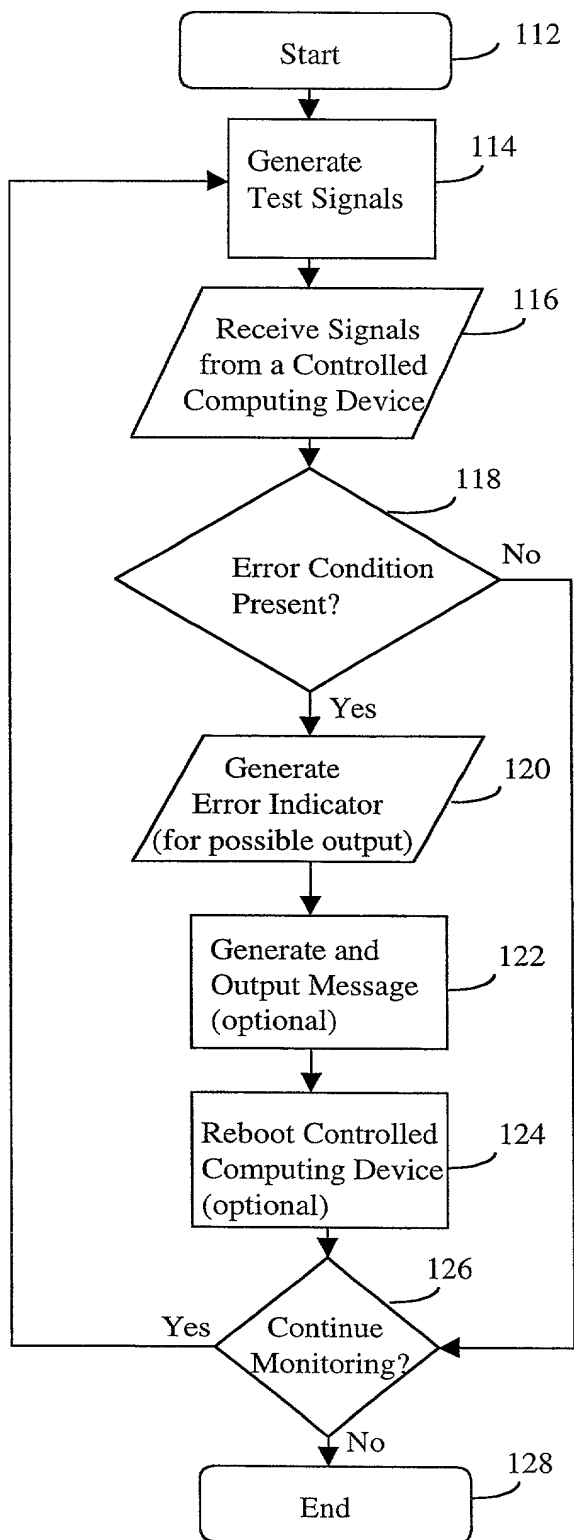 Start
112
Generate
Test Signals
114
Receive Signals
from a Controlled
Computing Device
116
118
Error Condition
Present?
No
Yes
Generate
Error Indicator
(for possible output)
120
Generate and
Output Message
(optional)
122
Reboot Controlled
Computing Device
(optional)
124
126
Yes
Continue
Monitoring?
No
End
128